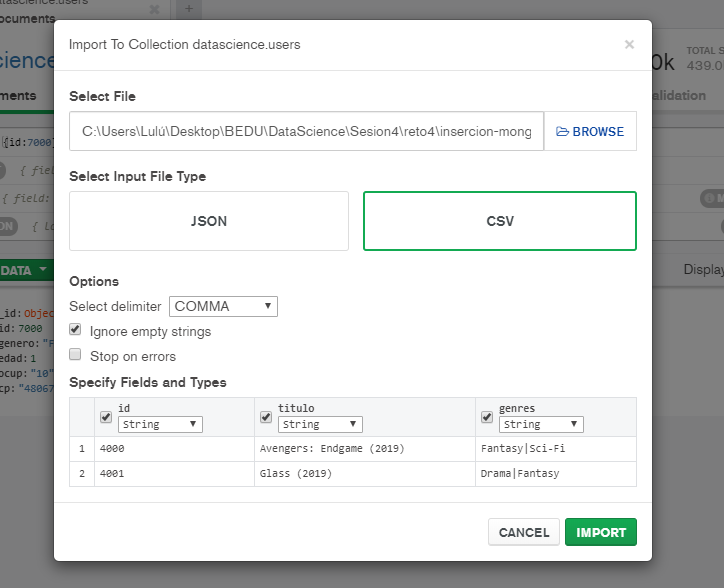 datascience.users
ocuments
+
Import To Collection datascience.users
×
cience
0k
TOTAL S
439.0
ments
alidation
Select File
C:\Users\Lulú\Desktop\BEDU\DataScience\Sesion4\reto4\insercion-mong
BROWSE
{id:7000}
Select Input File Type
JSON
CSV
{ field:
ON
DATA
Display
Options
Select delimiter
COMMA
Ignore empty strings
Stop on errors
_id:Objec
id:7000
genero:"F
edad:1
ocup:"10"
cp:"48067
Specify Fields and Types
id titulo genres
String String String
1 4000 Avengers: Endgame (2019) Fantasy|Sci-Fi
2 4001 Glass (2019) Drama|Fantasy
CANCEL
IMPORT